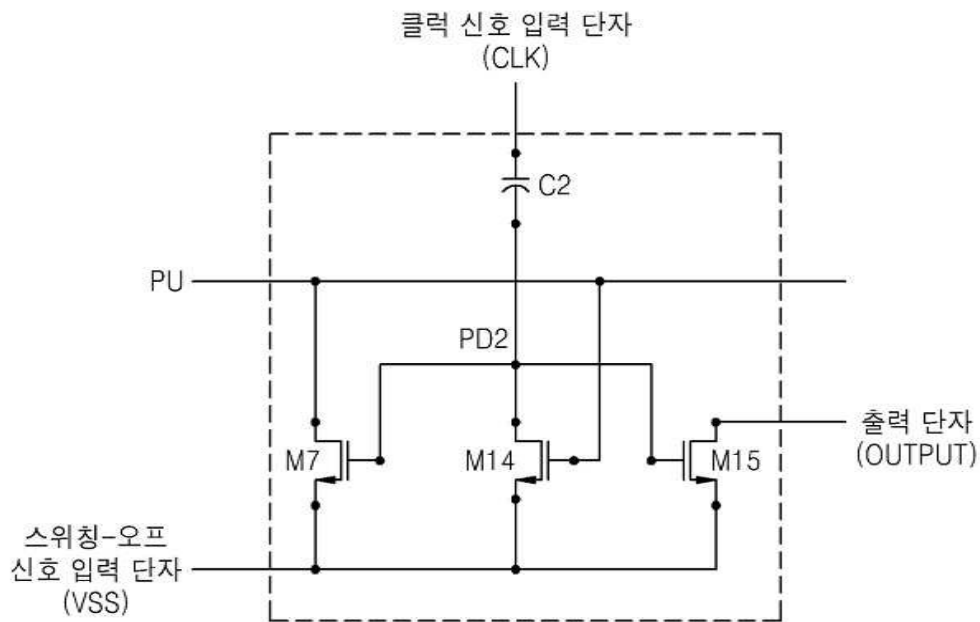 클럭 신호 입력 단자
(CLK)
C2
PU
PD2
M7
M14
M15
출력 단자
(OUTPUT)
스위칭-오프
신호 입력 단자
(VSS)